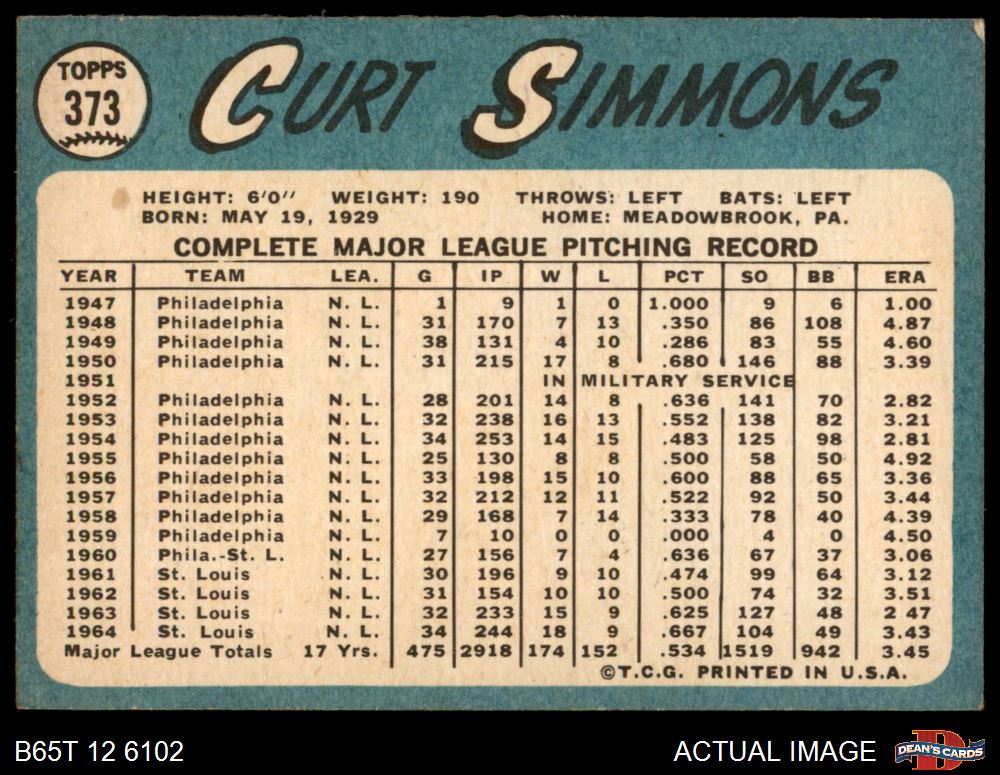 TOPPS
373
CURT SIMMONS
HEIGHT: 6'0" WEIGHT: 190 THROWS: LEFT BATS: LEFT
BORN: MAY 19, 1929 HOME: MEADOWBROOK, PA.
COMPLETE MAJOR LEAGUE PITCHING RECORD
YEAR TEAM LEA. G IP W L PCT SO BB ERA
1947 Philadelphia N. L. 1 9 1 0 1.000 9 6 1.00
1948 Philadelphia N. L. 31 170 7 13 .350 86 108 4.87
1949 Philadelphia N. L. 38 131 4 10 .286 83 55 4.60
1950 Philadelphia N. L. 31 215 17 8 .680 146 88 3.39
1951 IN MILITARY SERVICE
1952 Philadelphia N. L. 28 201 14 8 .636 141 70 2.82
1953 Philadelphia N. L. 32 238 16 13 .552 138 82 3.21
1954 Philadelphia N. L. 34 253 14 15 .483 125 98 2.81
1955 Philadelphia N. L. 25 130 8 8 .500 58 50 4.92
1956 Philadelphia N. L. 33 198 15 10 .600 88 65 3.36
1957 Philadelphia N. L. 32 212 12 11 .522 92 50 3.44
1958 Philadelphia N. L. 29 168 7 14 .333 78 40 4.39
1959 Philadelphia N. L. 7 10 0 0 .000 4 0 4.50
1960 Phila.-St. L. N. L. 27 156 7 4 .636 67 37 3.06
1961 St. Louis N. L. 30 196 9 10 .474 99 64 3.12
1962 St. Louis N. L. 31 154 10 10 .500 74 32 3.51
1963 St. Louis N. L. 32 233 15 9 .625 127 48 2 47
1964 St. Louis N. L. 34 244 18 9 .667 104 49 3.43
Major League Totals 17 Yrs. 475 2918 174 152 .534 1519 942 3.45
©T.C.G. PRINTED IN U.S.A.
B65T 12 6102 ACTUAL IMAGE DEAN'S CARDS